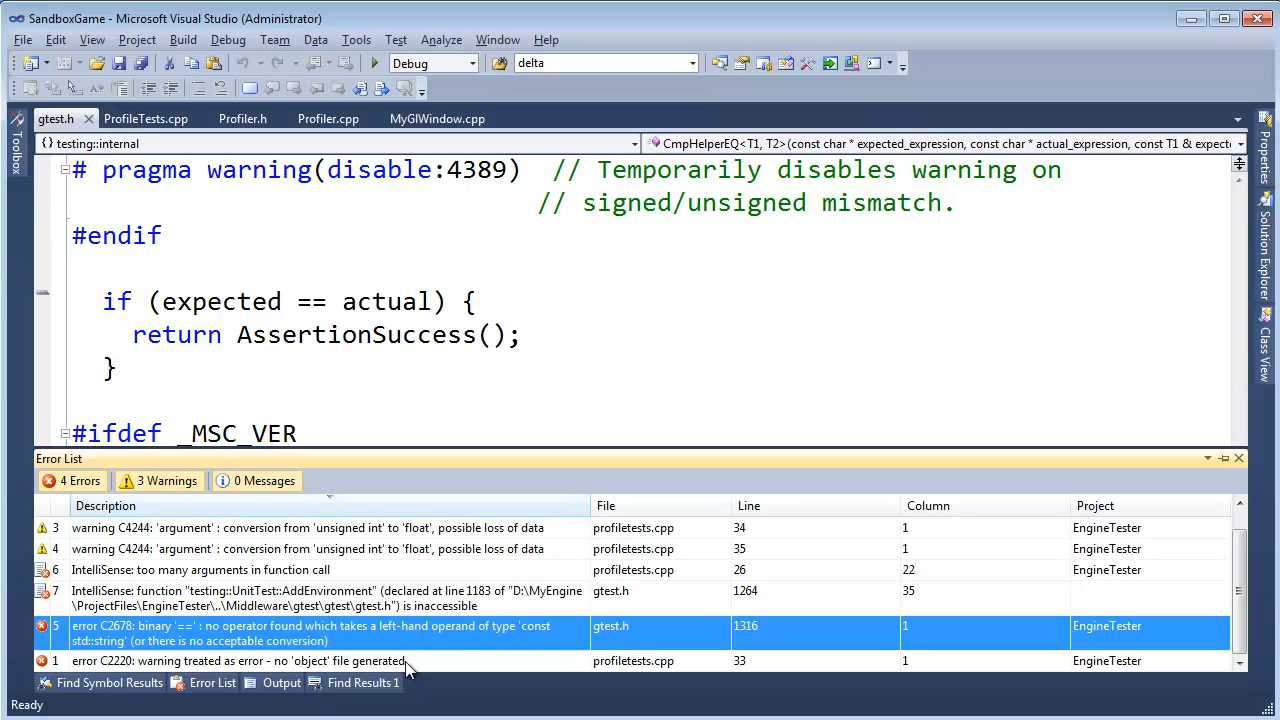 SandboxGame - Microsoft Visual Studio (Administrator)
File Edit View Project Build Debug Team Data Tools Test Analyze Window Help
Debug delta
gtest.h ProfileTests.cpp Profiler.h Profiler.cpp MyGlWindow.cpp
{ } testing::internal CmpHelperEQ<T1, T2>(const char * expected_expression, const char * actual_expression, const T1 & expecte
# pragma warning(disable:4389) // Temporarily disables warning on
// signed/unsigned mismatch.
#endif
if (expected == actual) {
return AssertionSuccess();
}
#ifdef _MSC_VER
Toolbox
Properties
Solution Explorer
Class View
Error List
4 Errors 3 Warnings 0 Messages
Description File Line Column Project
3 warning C4244: 'argument' : conversion from 'unsigned int' to 'float', possible loss of data profiletests.cpp 34 1 EngineTester
4 warning C4244: 'argument' : conversion from 'unsigned int' to 'float', possible loss of data profiletests.cpp 35 1 EngineTester
6 IntelliSense: too many arguments in function call profiletests.cpp 26 22 EngineTester
7 IntelliSense: function "testing::UnitTest::AddEnvironment" (declared at line 1183 of "D:\MyEngine gtest.h 1264 35
\ProjectFiles\EngineTester\..\Middleware\gtest\gtest\gtest.h") is inaccessible
5 error C2678: binary '==' : no operator found which takes a left-hand operand of type 'const gtest.h 1316 1 EngineTester
std::string' (or there is no acceptable conversion)
1 error C2220: warning treated as error - no 'object' file generated profiletests.cpp 33 1 EngineTester
Find Symbol Results Error List Output Find Results 1
Ready